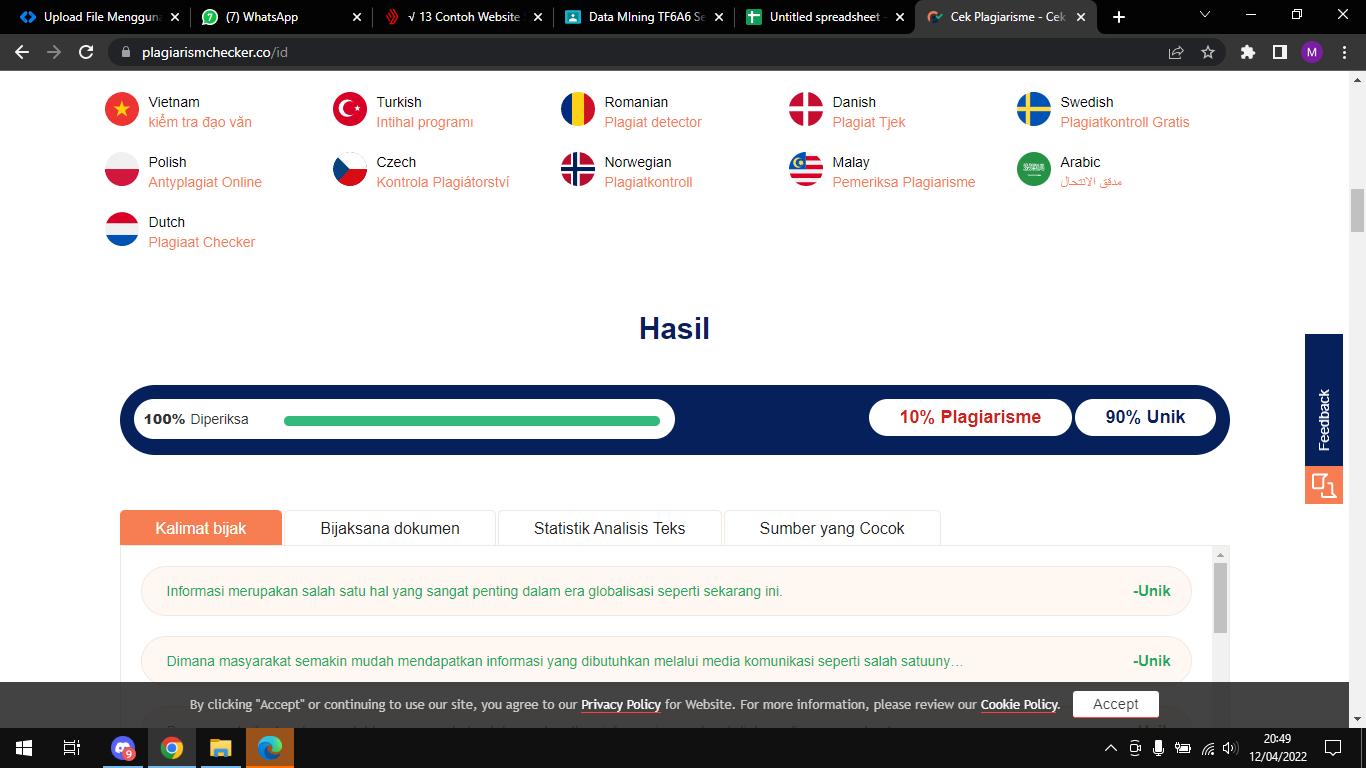 Upload File Mengguna
(7) WhatsApp
√ 13 Contoh Website
Data MIning TF6A6 Se
Untitled spreadsheet
Cek Plagiarisme - Cek
plagiarismchecker.co/id
M
Vietnam
kiểm tra đạo văn
Turkish
Intihal programı
Romanian
Plagiat detector
Danish
Plagiat Tjek
Swedish
Plagiatkontroll Gratis
Polish
Antyplagiat Online
Czech
Kontrola Plagiátorství
Norwegian
Plagiatkontroll
Malay
Pemeriksa Plagiarisme
Arabic
مدقق الانتحال
Dutch
Plagiaat Checker
Hasil
100% Diperiksa
10% Plagiarisme
90% Unik
Feedback
Kalimat bijak
Bijaksana dokumen
Statistik Analisis Teks
Sumber yang Cocok
Informasi merupakan salah satu hal yang sangat penting dalam era globalisasi seperti sekarang ini.
-Unik
Dimana masyarakat semakin mudah mendapatkan informasi yang dibutuhkan melalui media komunikasi seperti salah satuuny…
-Unik
By clicking "Accept" or continuing to use our site, you agree to our Privacy Policy for Website. For more information, please review our Cookie Policy.
Accept
9
20:49
12/04/2022